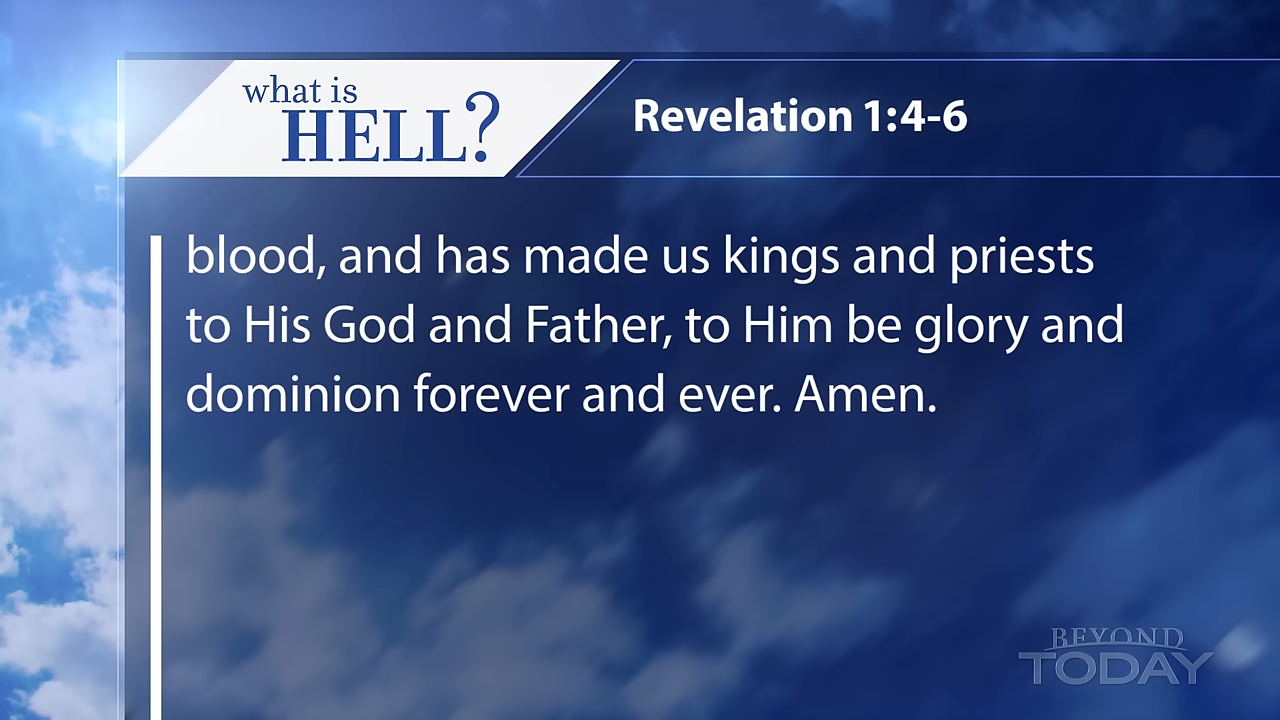 what is
HELL?
Revelation 1:4-6
blood, and has made us kings and priests
to His God and Father, to Him be glory and
dominion forever and ever. Amen.
BEYOND
TODAY